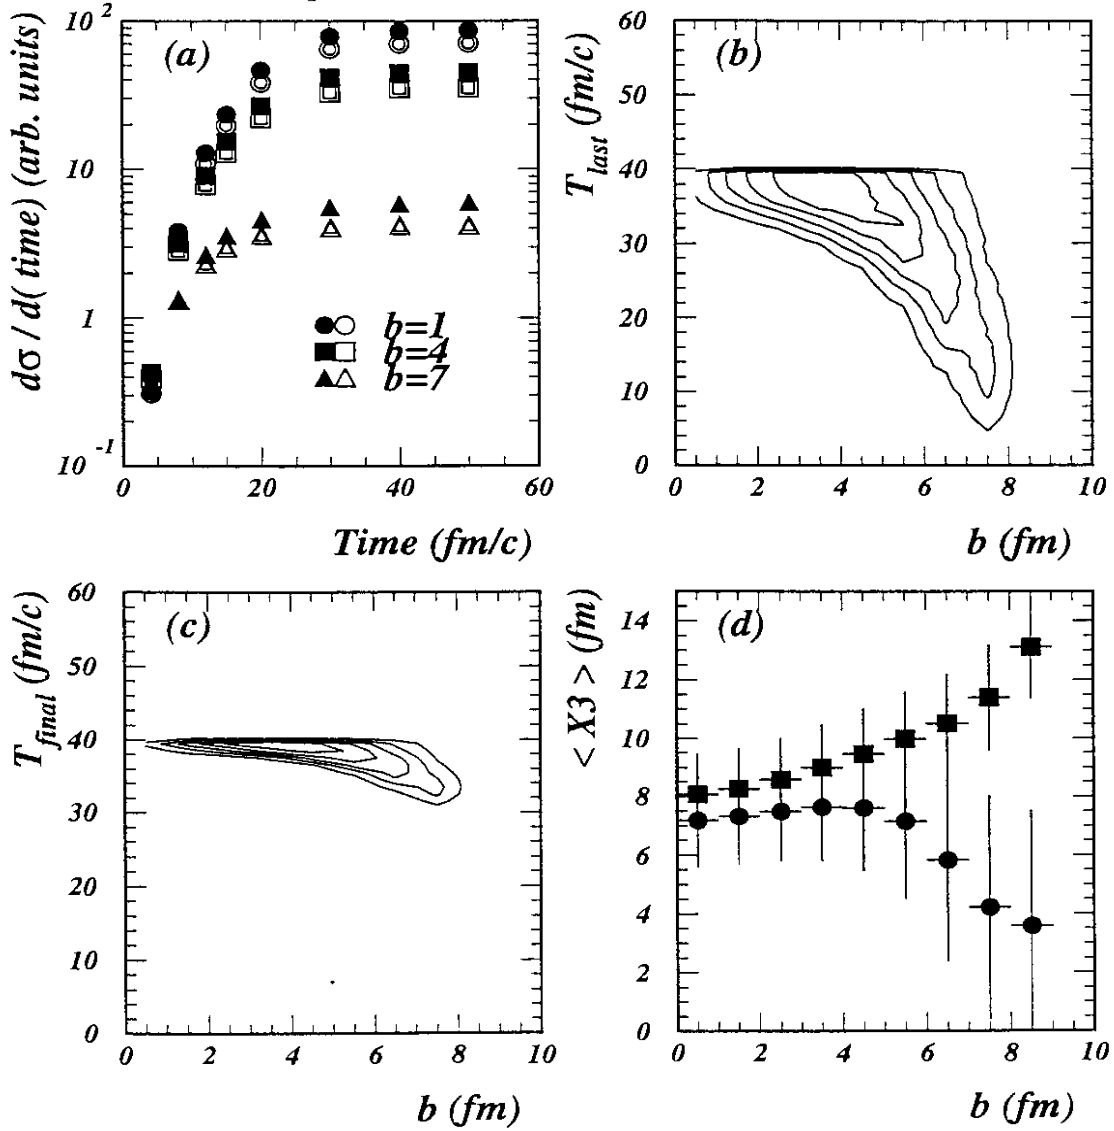 (a)
dσ / d( time) (arb. units)
10²
10
1
10⁻¹
b=1
b=4
b=7
0 20 40 60
Time (fm/c)
(b)
T_last (fm/c)
60
50
40
30
20
10
0
0 2 4 6 8 10
b (fm)
(c)
T_final (fm/c)
60
50
40
30
20
10
0
0 2 4 6 8 10
b (fm)
(d)
< X3 > (fm)
14
12
10
8
6
4
2
0
0 2 4 6 8 10
b (fm)